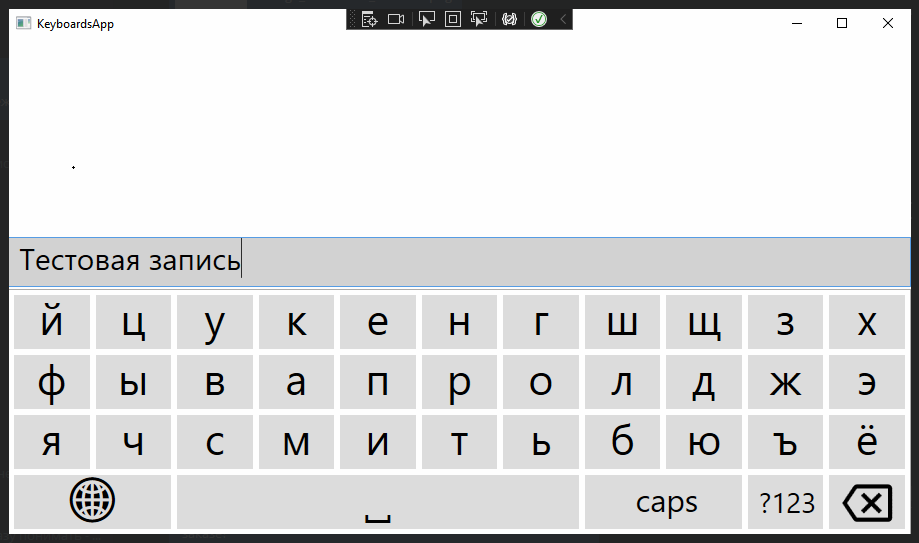 KeyboardsApp
Тестовая запись
й ц у к е н г ш щ з х
ф ы в а п р о л д ж э
я ч с м и т ь б ю ъ ё
caps ?123